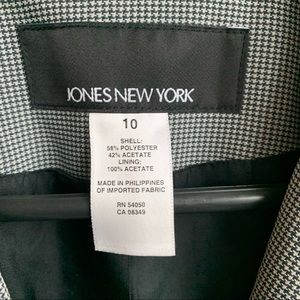 JONES NEW YORK
10
SHELL:
58% POLYESTER
42% ACETATE
LINING:
100% ACETATE
MADE IN PHILIPPINES
OF IMPORTED FABRIC
RN 54050
CA 08349